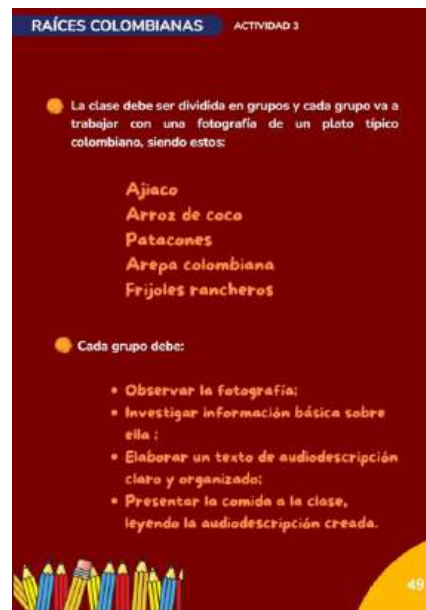 RAÍCES COLOMBIANAS ACTIVIDAD 3
La clase debe ser dividida en grupos y cada grupo va a
trabajar con una fotografía de un plato típico
colombiano, siendo estos:
Ajiaco
Arroz de coco
Patacones
Arepa colombiana
Frijoles rancheros
Cada grupo debe:
• Observar la fotografía;
• Investigar información básica sobre
ella ;
• Elaborar un texto de audiodescripción
claro y organizado;
• Presentar la comida a la clase,
leyendo la audiodescripción creada.
49